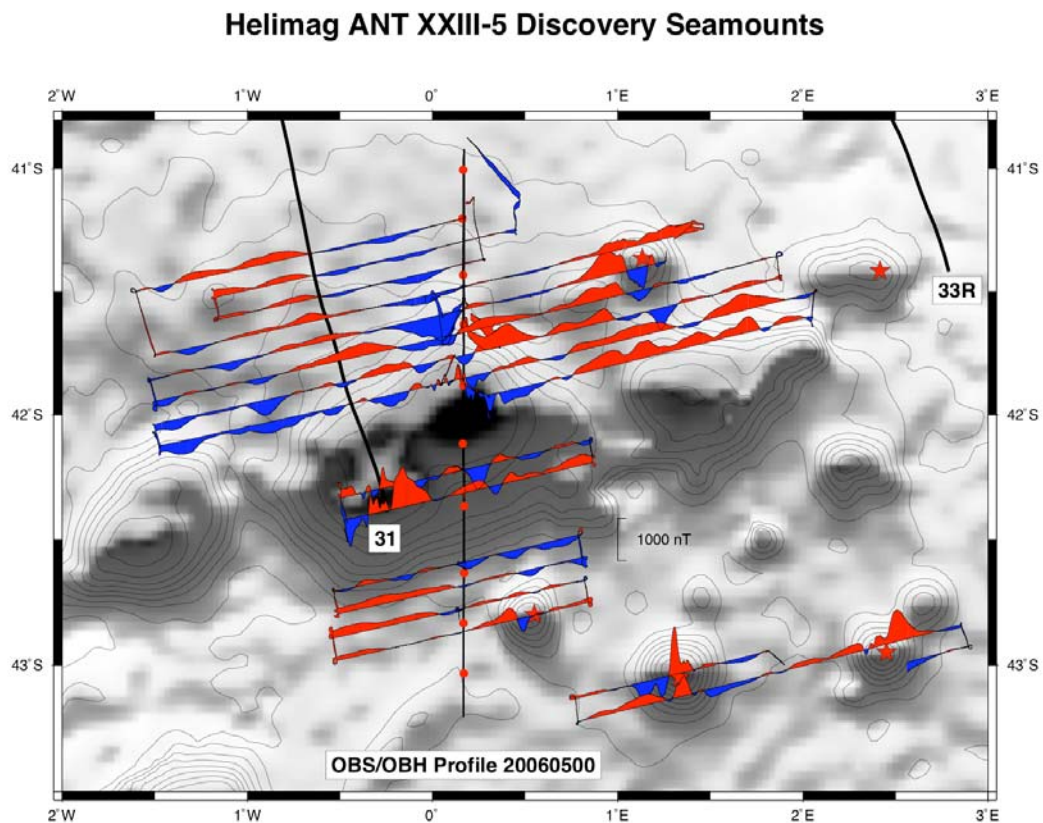 Helimag ANT XXIII-5 Discovery Seamounts
2˚W 1˚W 0˚ 1˚E 2˚E 3˚E
41˚S 41˚S
33R
42˚S 42˚S
31
1000 nT
43˚S 43˚S
OBS/OBH Profile 20060500
2˚W 1˚W 0˚ 1˚E 2˚E 3˚E